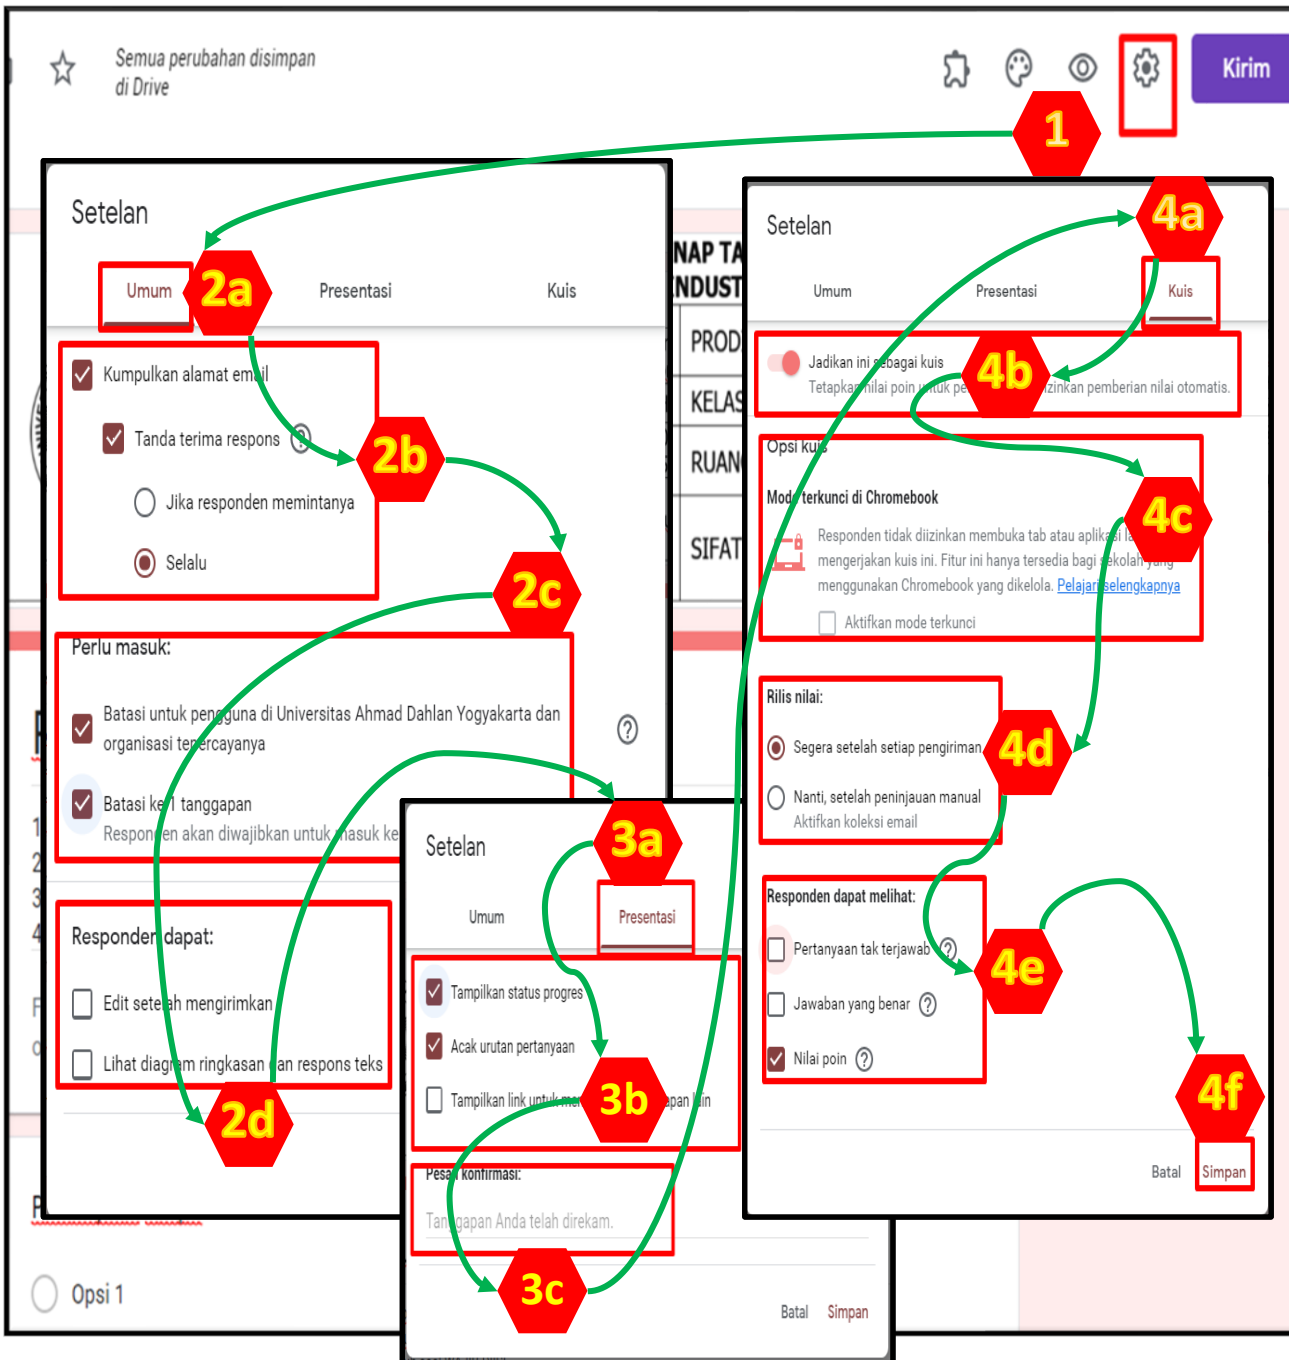 Semua perubahan disimpan
di Drive
Kirim
1
Setelan
Umum
2a
Presentasi
Kuis
Kumpulkan alamat email
Tanda terima respons
2b
Jika responden memintanya
Selalu
2c
Perlu masuk:
Batasi untuk pengguna di Universitas Ahmad Dahlan Yogyakarta dan
organisasi tepercayanya
Batasi ke 1 tanggapan
Responden akan diwajibkan untuk masuk ke
Responden dapat:
Edit setelah mengirimkan
Lihat diagram ringkasan dan respons teks
2d
NAP TA
NDUST
PROD
KELAS
RUAN
SIFAT
1
2
3
4
Opsi 1
Setelan
3a
Umum
Presentasi
Tampilkan status progres
Acak urutan pertanyaan
Tampilkan link untuk
3b
lain
Pesan konfirmasi:
Tanggapan Anda telah direkam.
3c
Batal
Simpan
4a
Setelan
Umum
Presentasi
Kuis
Jadikan ini sebagai kuis
4b
Tetapkan nilai poin untuk
pemberian nilai otomatis.
Opsi kuis
Mode terkunci di Chromebook
4c
Responden tidak diizinkan membuka tab atau aplikasi
mengerjakan kuis ini. Fitur ini hanya tersedia bagi sekolah yang
menggunakan Chromebook yang dikelola. Pelajari selengkapnya
Aktifkan mode terkunci
Rilis nilai:
Segera setelah setiap pengiriman
4d
Nanti, setelah peninjauan manual
Aktifkan koleksi email
Responden dapat melihat:
Pertanyaan tak terjawab
4e
Jawaban yang benar
Nilai poin
4f
Batal
Simpan